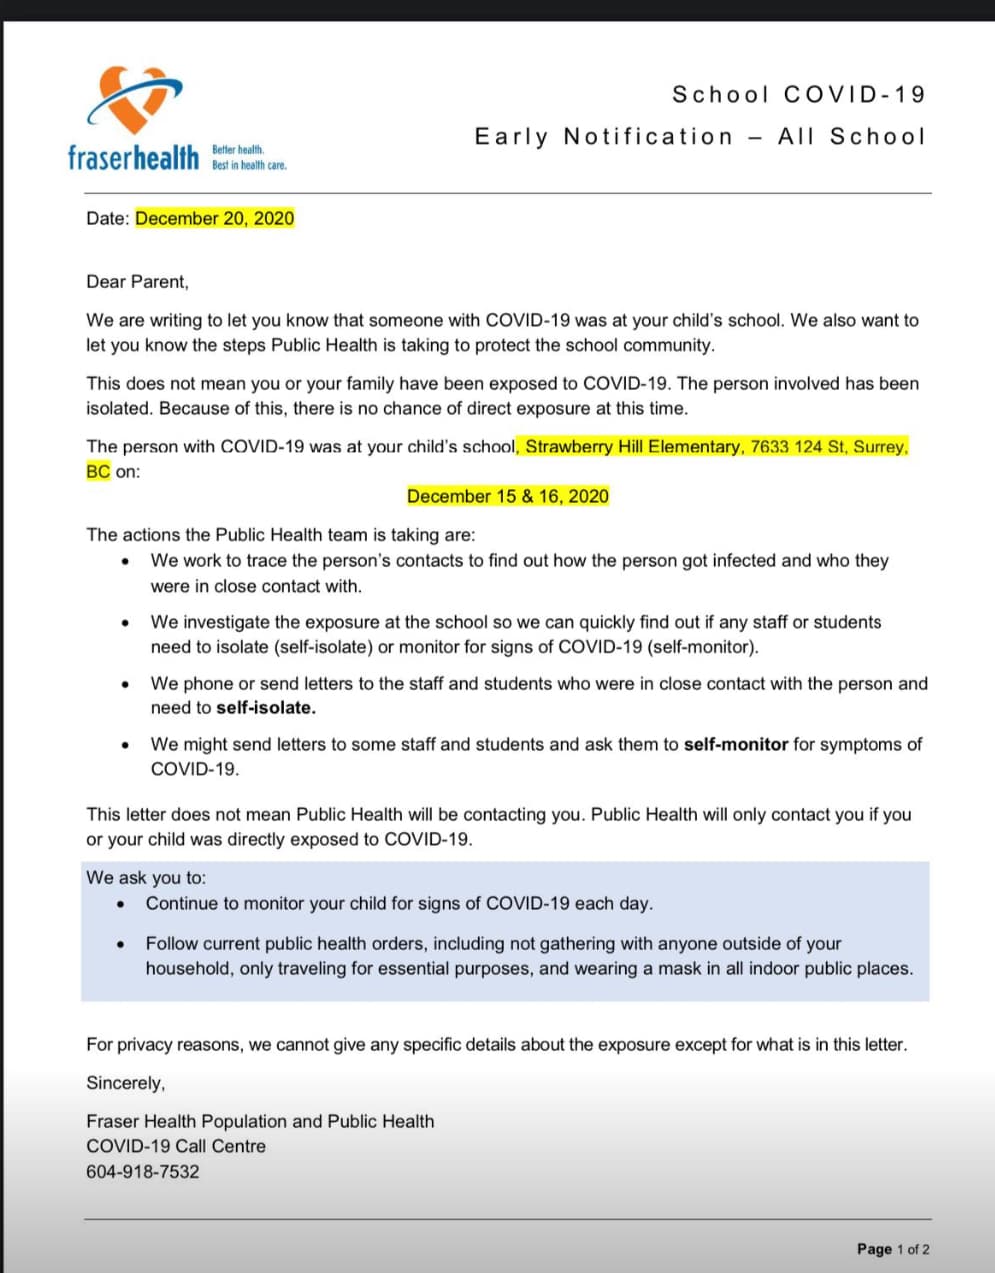 School COVID-19
Early Notification – All School
fraserhealth
Better health.
Best in health care.
Date: December 20, 2020
Dear Parent,
We are writing to let you know that someone with COVID-19 was at your child's school. We also want to
let you know the steps Public Health is taking to protect the school community.
This does not mean you or your family have been exposed to COVID-19. The person involved has been
isolated. Because of this, there is no chance of direct exposure at this time.
The person with COVID-19 was at your child's school, Strawberry Hill Elementary, 7633 124 St, Surrey,
BC on:
December 15 & 16, 2020
The actions the Public Health team is taking are:
• We work to trace the person's contacts to find out how the person got infected and who they
were in close contact with.
• We investigate the exposure at the school so we can quickly find out if any staff or students
need to isolate (self-isolate) or monitor for signs of COVID-19 (self-monitor).
• We phone or send letters to the staff and students who were in close contact with the person and
need to self-isolate.
• We might send letters to some staff and students and ask them to self-monitor for symptoms of
COVID-19.
This letter does not mean Public Health will be contacting you. Public Health will only contact you if you
or your child was directly exposed to COVID-19.
We ask you to:
• Continue to monitor your child for signs of COVID-19 each day.
• Follow current public health orders, including not gathering with anyone outside of your
household, only traveling for essential purposes, and wearing a mask in all indoor public places.
For privacy reasons, we cannot give any specific details about the exposure except for what is in this letter.
Sincerely,
Fraser Health Population and Public Health
COVID-19 Call Centre
604-918-7532
Page 1 of 2